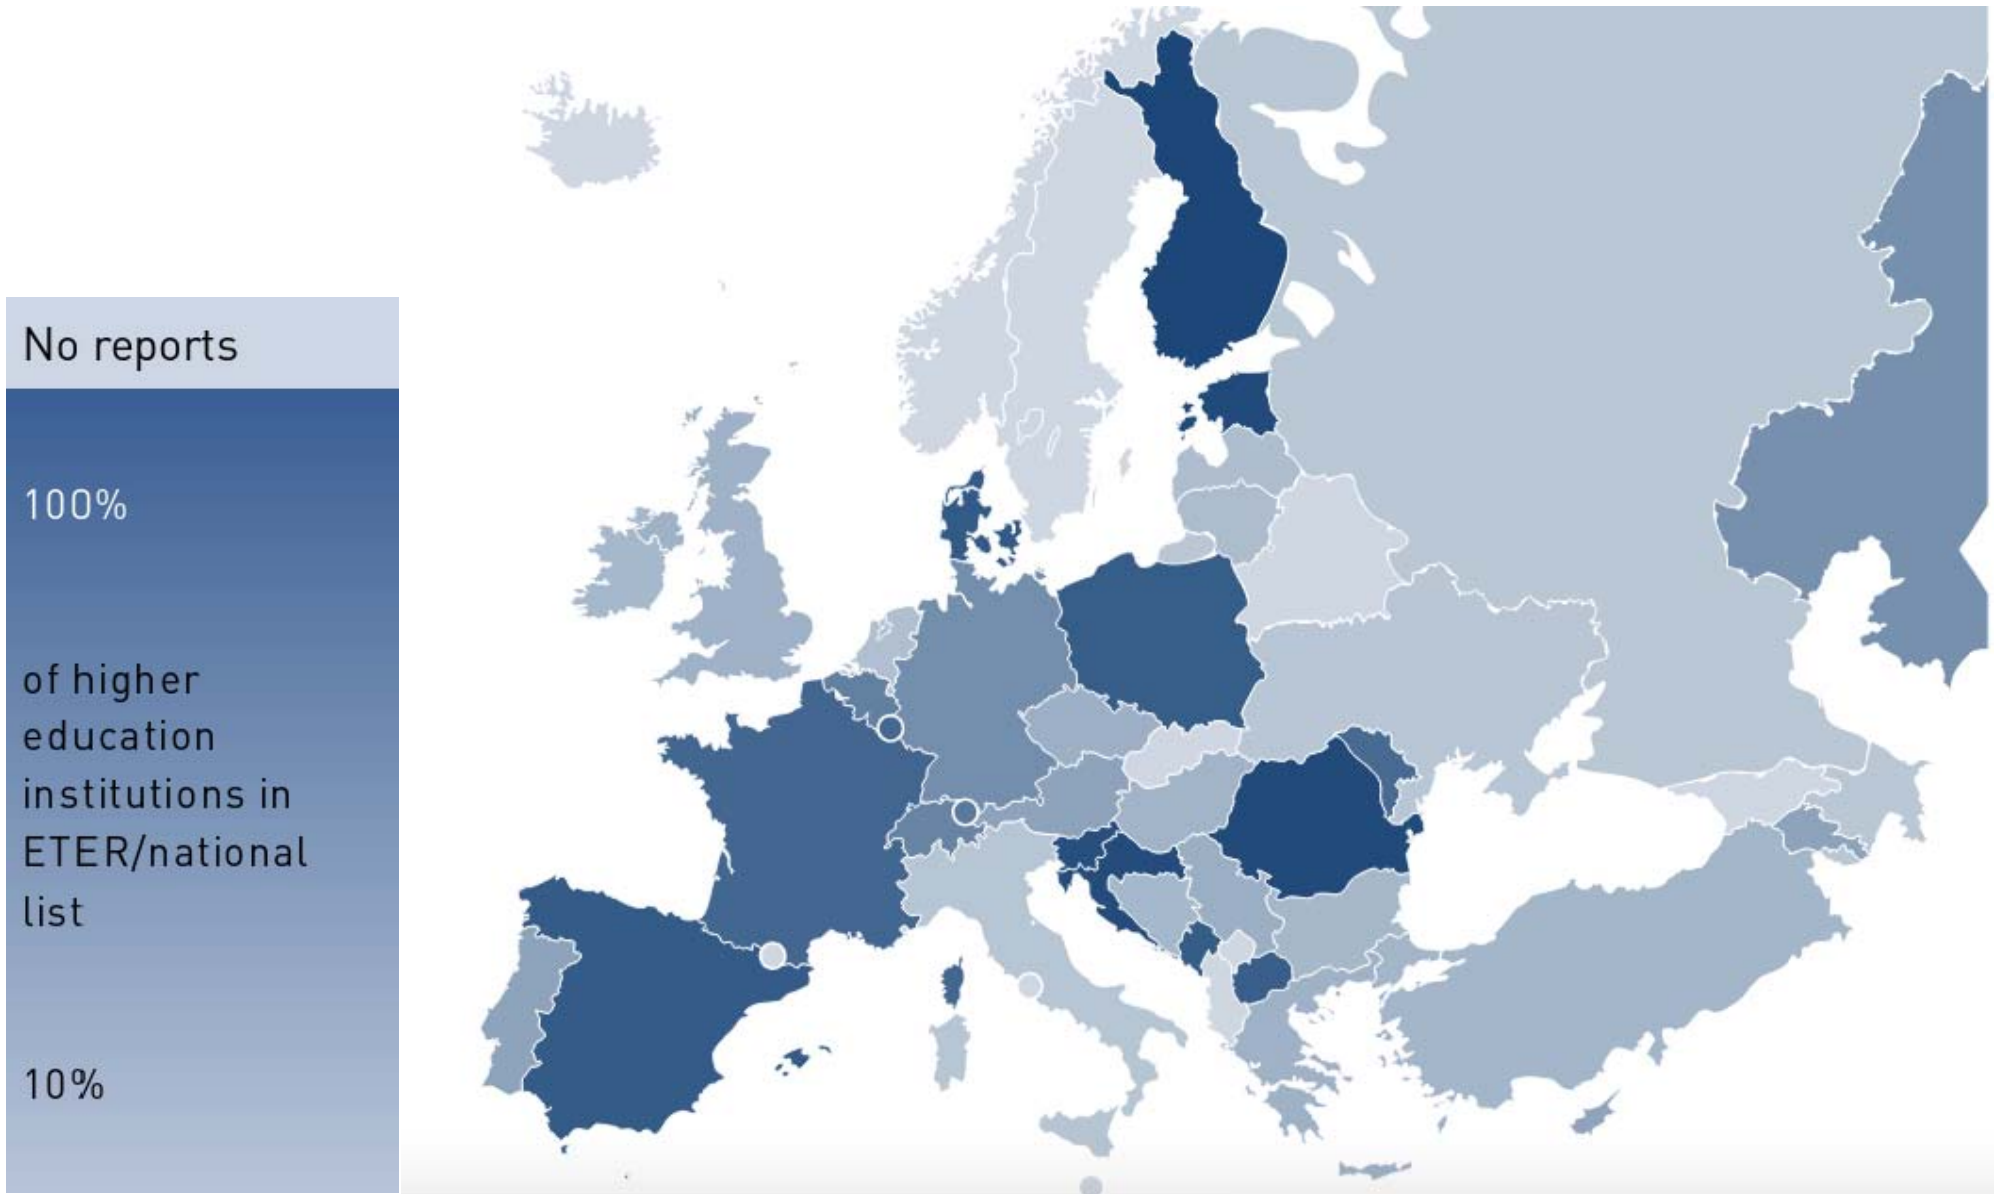 No reports
100%
of higher
education
institutions in
ETER/national
list
10%